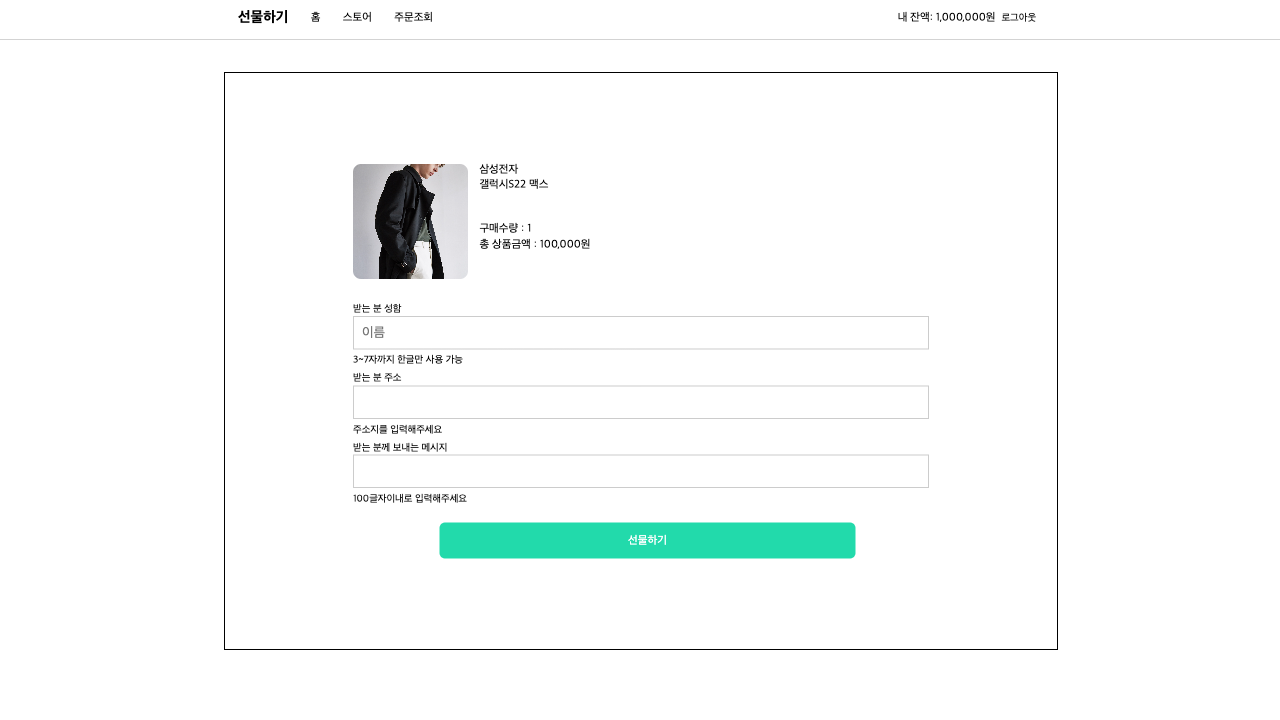 선물하기 홈 스토어 주문조회 내 잔액: 1,000,000원 로그아웃
삼성전자
갤럭시S22 맥스
구매수량 : 1
총 상품금액 : 100,000원
받는 분 성함
이름
3~7자까지 한글만 사용 가능
받는 분 주소
주소지를 입력해주세요
받는 분께 보내는 메시지
100글자이내로 입력해주세요
선물하기